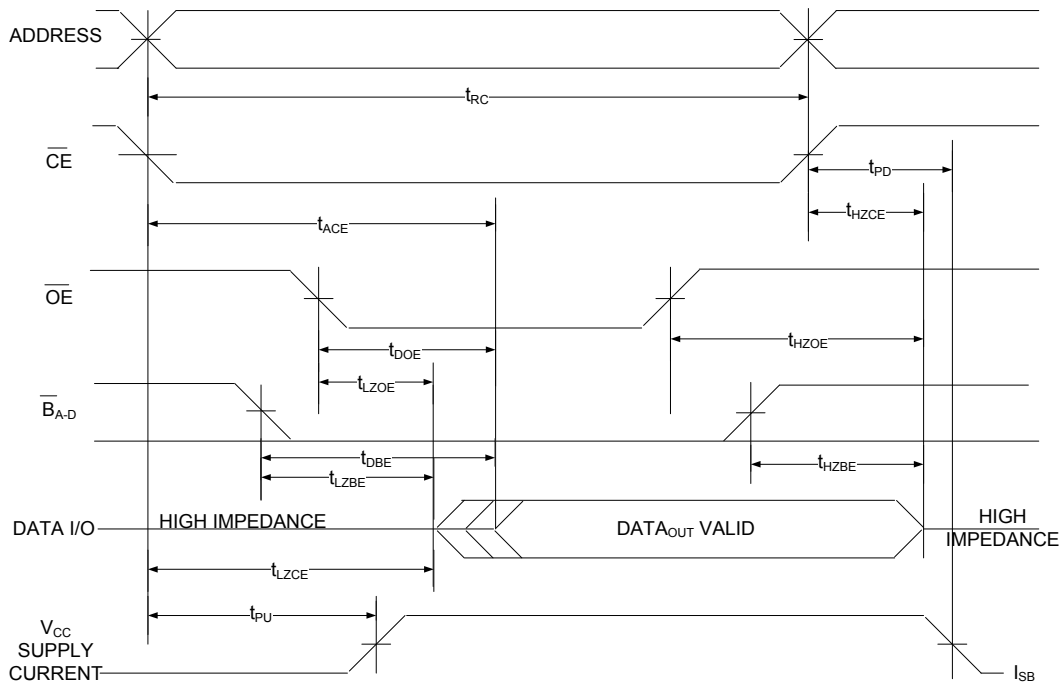 ADDRESS
tRC
CE
tPD
tHZCE
tACE
OE
tDOE
tHZOE
tLZOE
BA-D
tDBE
tHZBE
tLZBE
DATA I/O
HIGH IMPEDANCE
DATAOUT VALID
HIGH
IMPEDANCE
tLZCE
tPU
VCC
SUPPLY
CURRENT
ISB